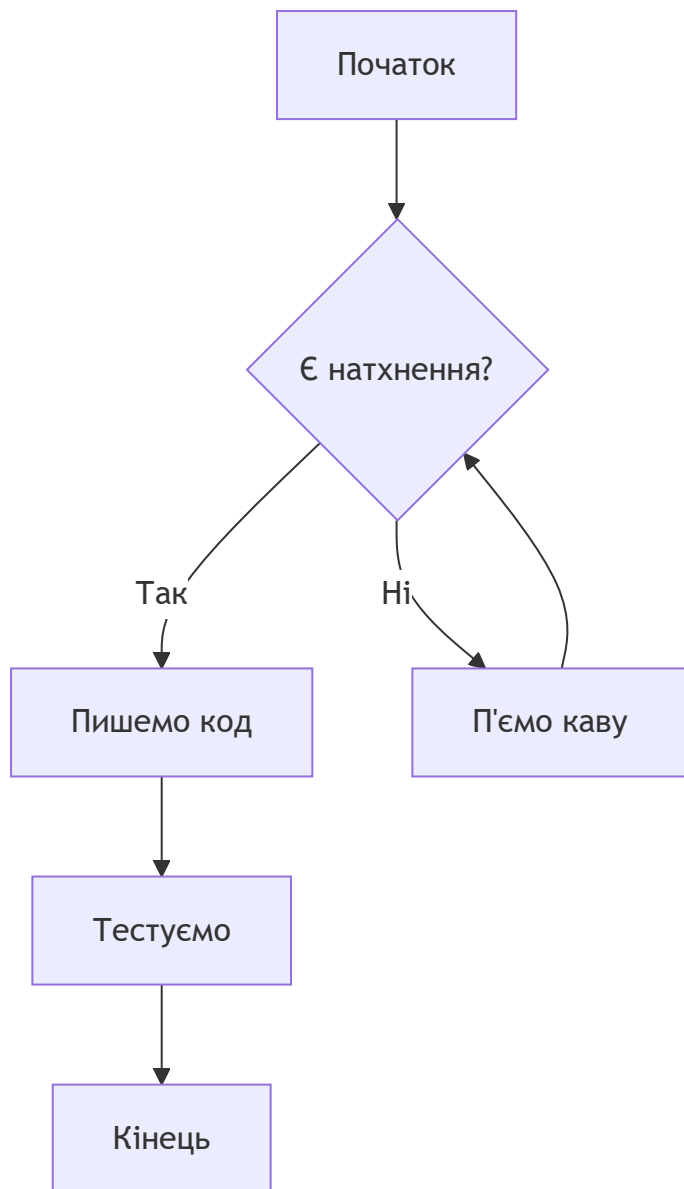 Початок
Є натхнення?
Так
Ні
Пишемо код
П'ємо каву
Тестуємо
Кінець